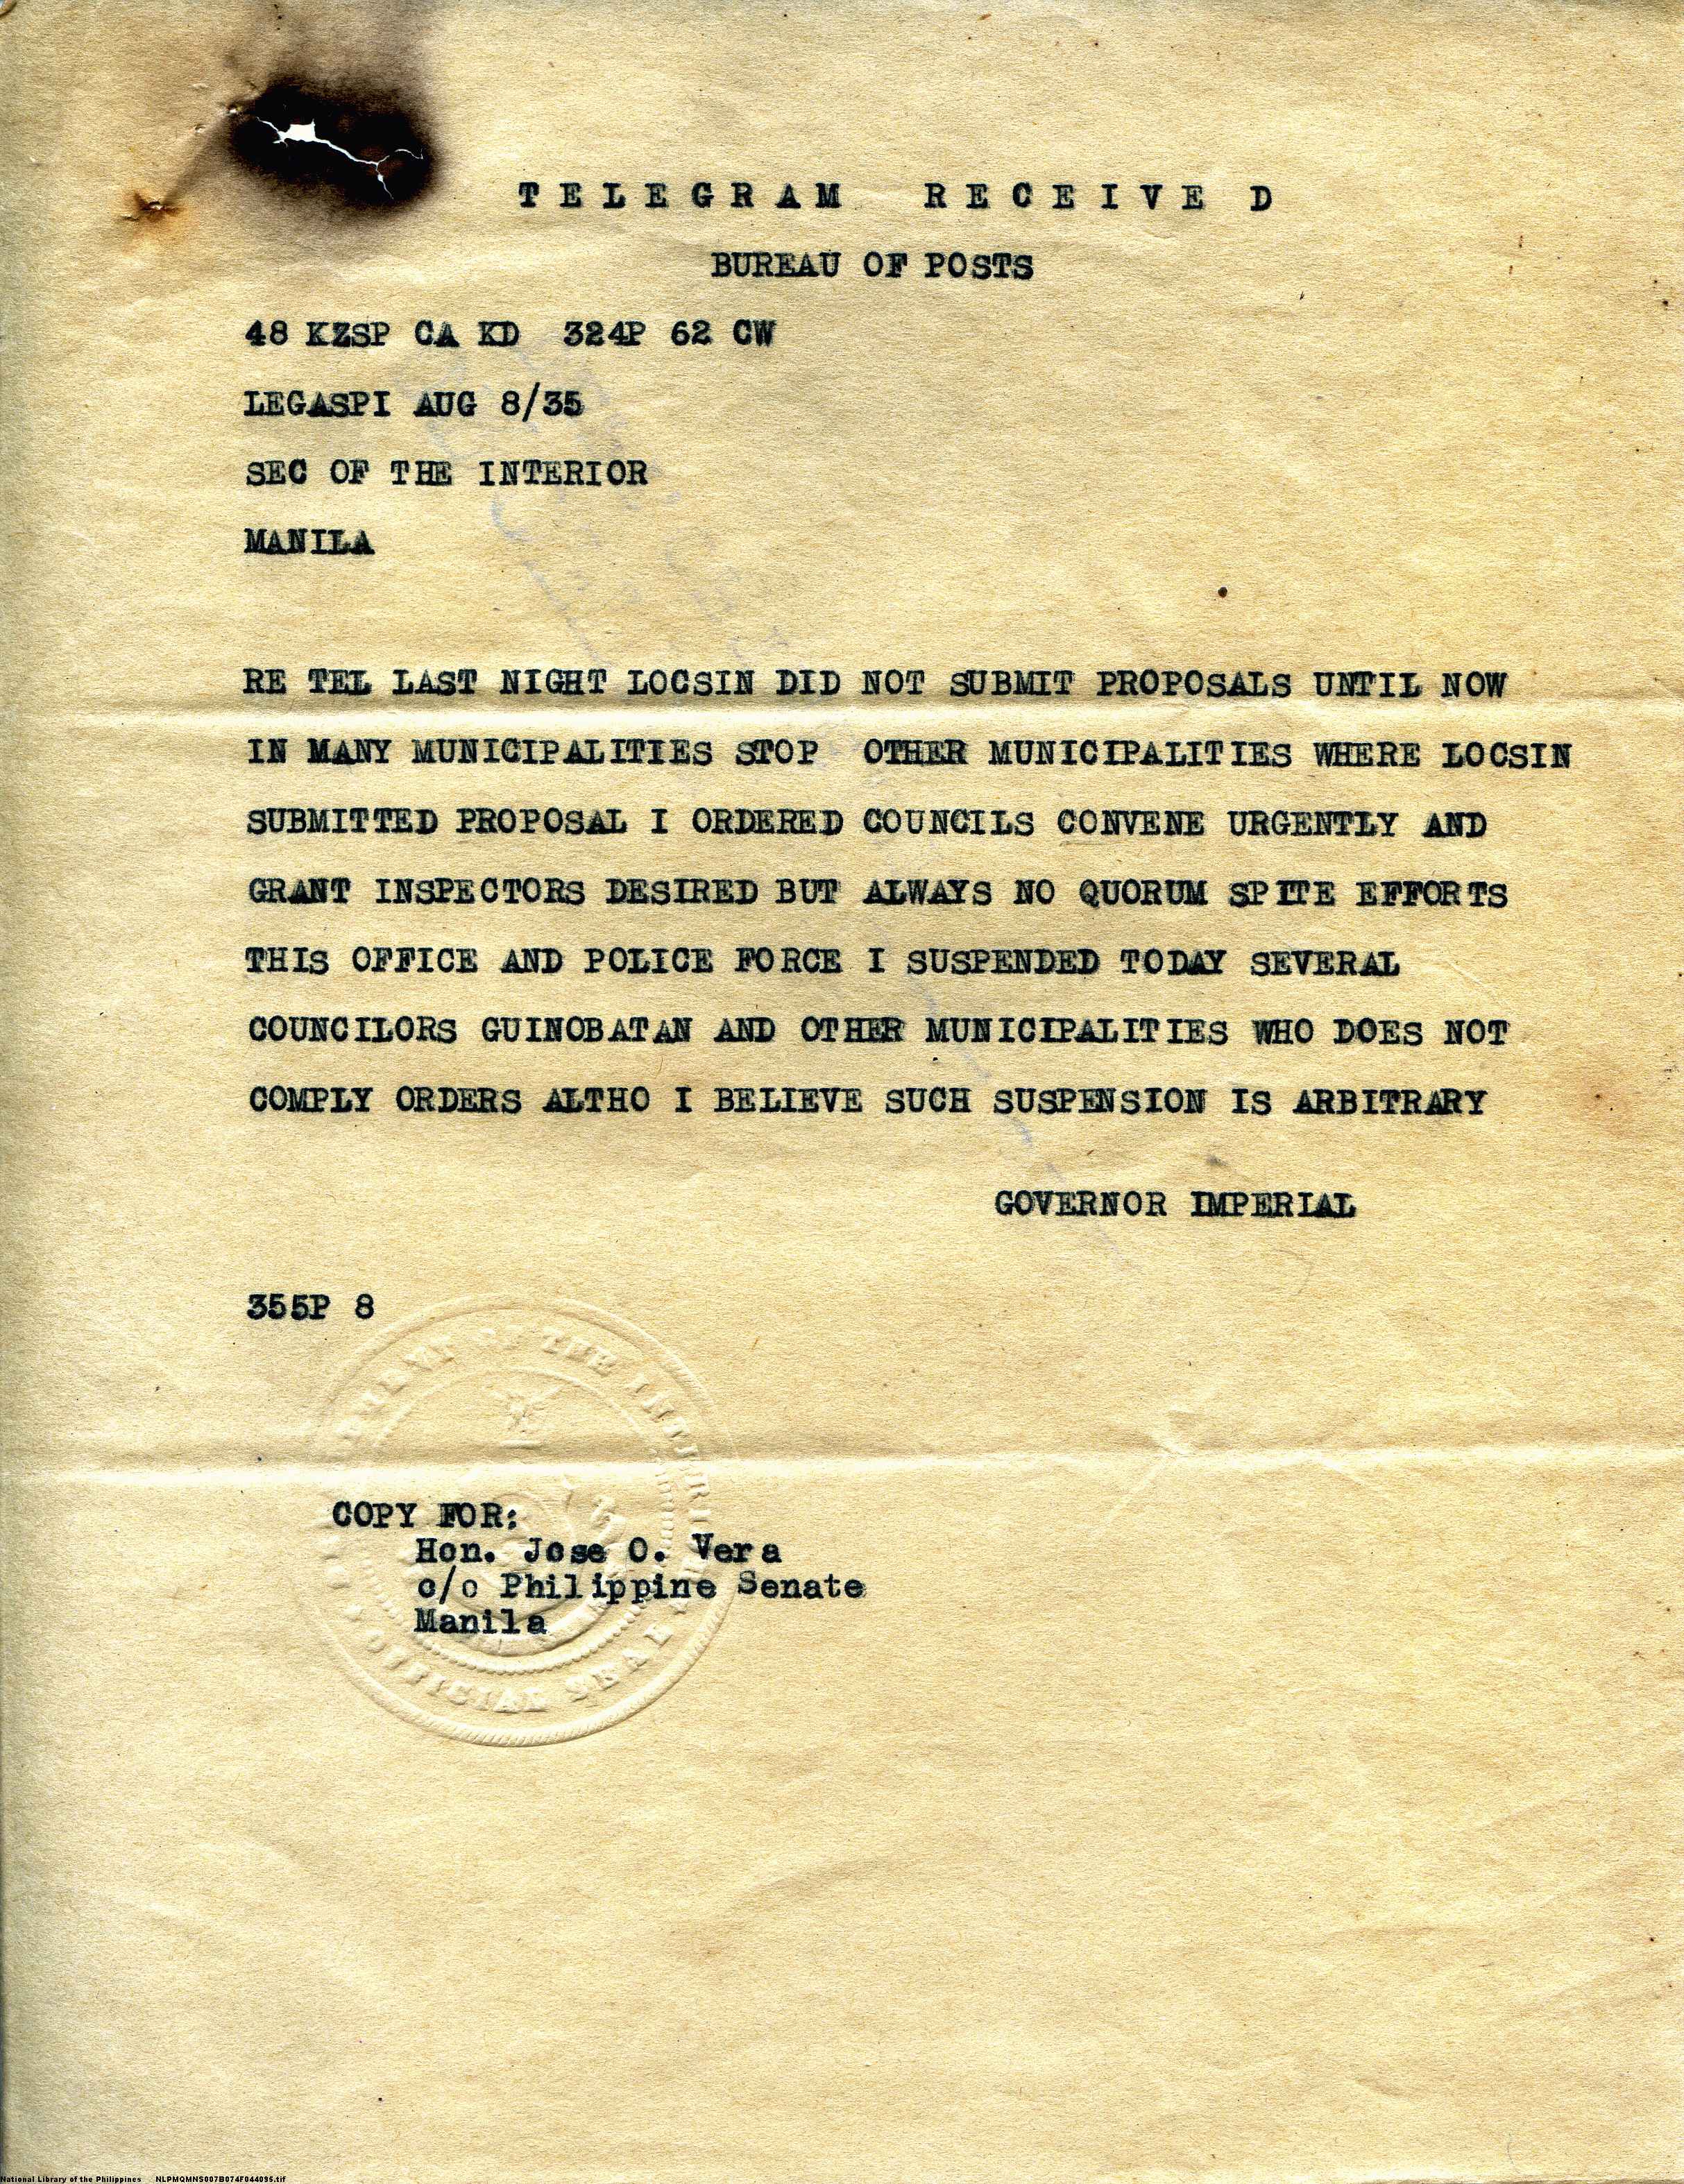 T E L E G R A M   R E C E I V E D
BUREAU OF POSTS
48 KZSP CA KD  324P 62 CW
LEGASPI AUG 8/35
SEC OF THE INTERIOR
MANILA
RE TEL LAST NIGHT LOCSIN DID NOT SUBMIT PROPOSALS UNTIL NOW
IN MANY MUNICIPALITIES STOP  OTHER MUNICIPALITIES WHERE LOCSIN
SUBMITTED PROPOSAL I ORDERED COUNCILS CONVENE URGENTLY AND
GRANT INSPECTORS DESIRED BUT ALWAYS NO QUORUM SPITE EFFORTS
THIS OFFICE AND POLICE FORCE I SUSPENDED TODAY SEVERAL
COUNCILORS GUINOBATAN AND OTHER MUNICIPALITIES WHO DOES NOT
COMPLY ORDERS ALTHO I BELIEVE SUCH SUSPENSION IS ARBITRARY
GOVERNOR IMPERIAL
355P 8
COPY FOR:
Hon. Jose O. Vera
c/o Philippine Senate
Manila
OFFICIAL SEAL
National Library of the Philippines   NLPMQMNS007B074F044095.tif